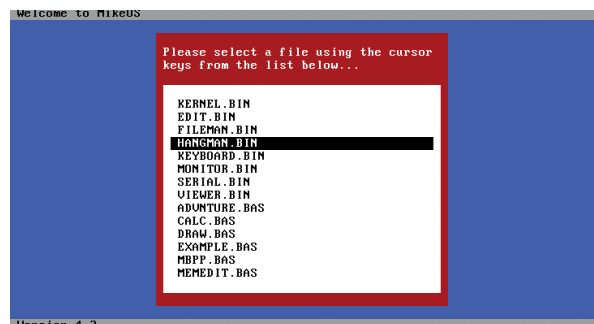 Welcome to MikeOS
Please select a file using the cursor
keys from the list below...
KERNEL.BIN
EDIT.BIN
FILEMAN.BIN
HANGMAN.BIN
KEYBOARD.BIN
MONITOR.BIN
SERIAL.BIN
VIEWER.BIN
ADVNTURE.BAS
CALC.BAS
DRAW.BAS
EXAMPLE.BAS
MBPP.BAS
MEMEDIT.BAS